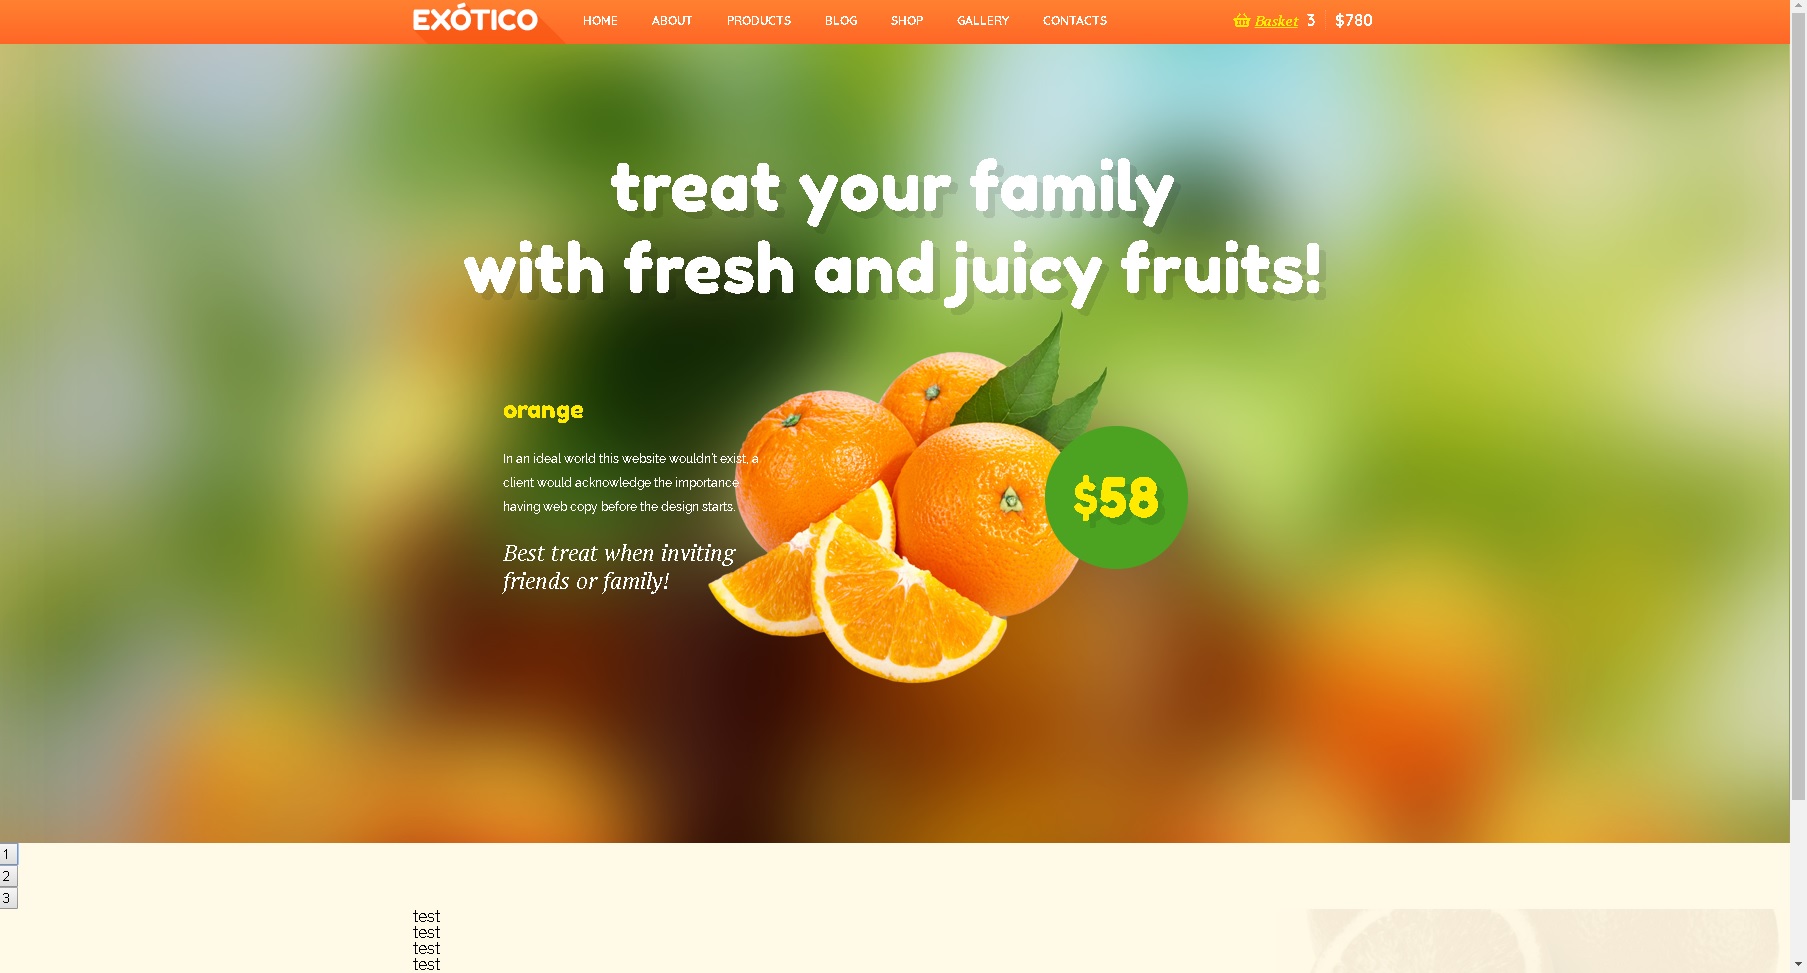 EXÓTICO
HOME ABOUT PRODUCTS BLOG SHOP GALLERY CONTACTS
Basket 3 $780
treat your family
with fresh and juicy fruits!
orange
In an ideal world this website wouldn't exist, a
client would acknowledge the importance
having web copy before the design starts.
Best treat when inviting
friends or family!
$58
1
2
3
test
test
test
test